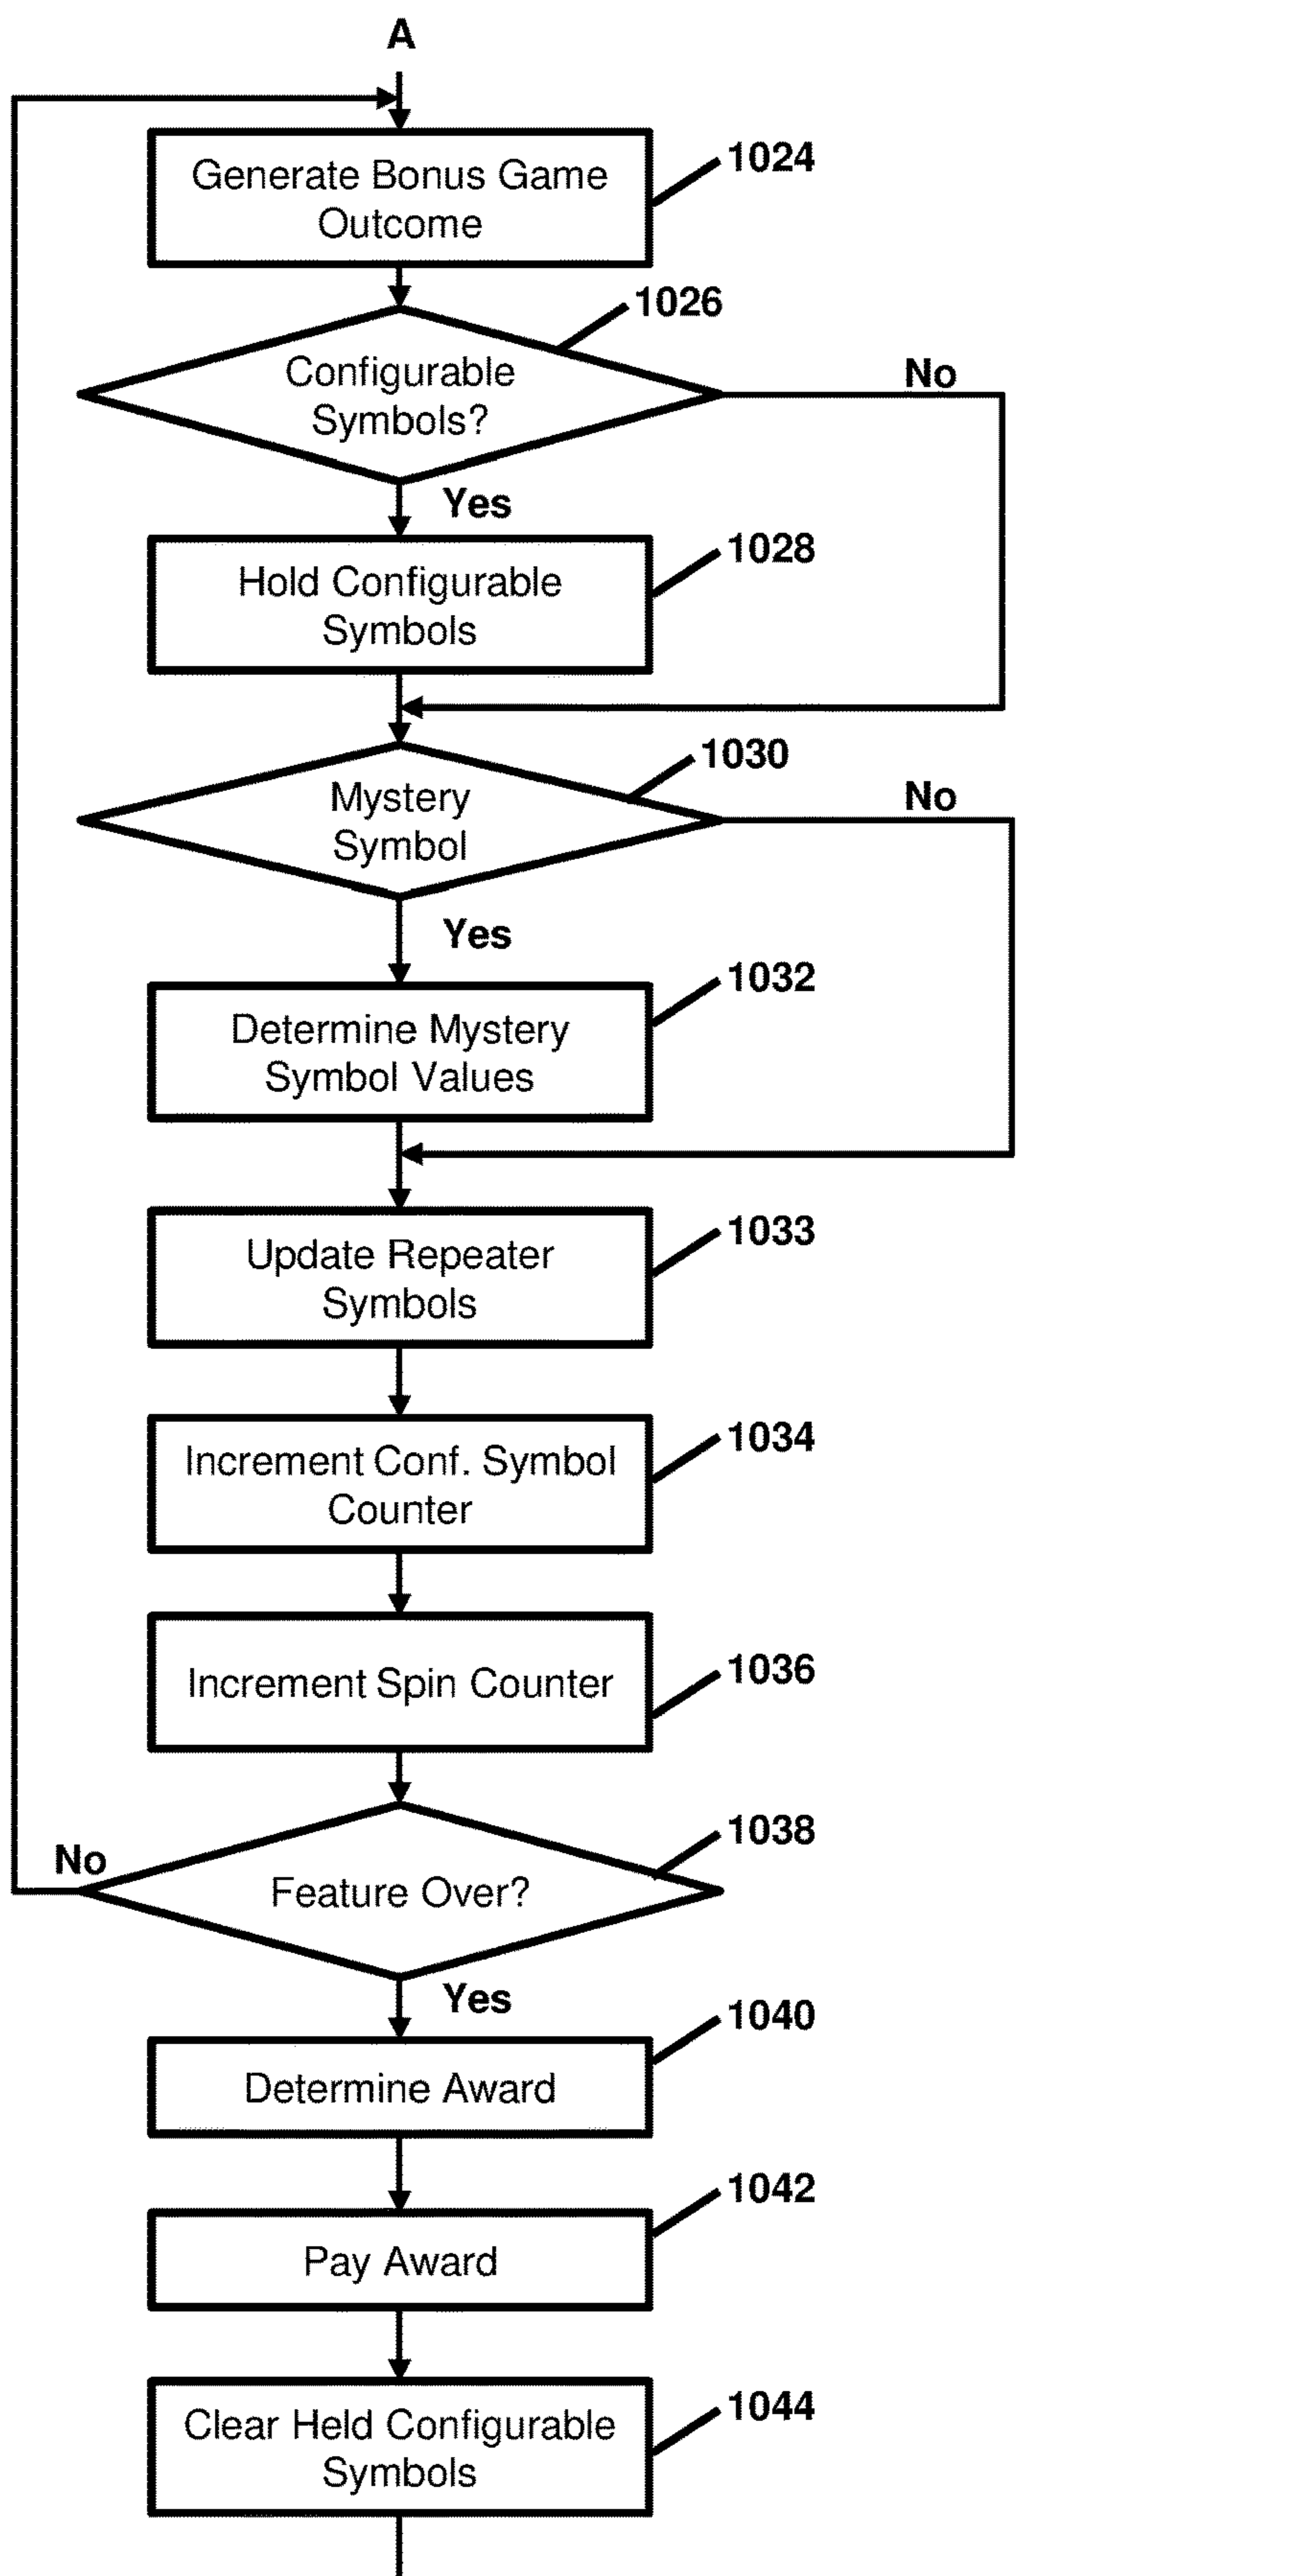 A
Generate Bonus Game
Outcome
1024
1026
Configurable
Symbols?
No
Yes
Hold Configurable
Symbols
1028
1030
Mystery
Symbol
No
Yes
Determine Mystery
Symbol Values
1032
Update Repeater
Symbols
1033
Increment Conf. Symbol
Counter
1034
Increment Spin Counter
1036
1038
No
Feature Over?
Yes
1040
Determine Award
1042
Pay Award
1044
Clear Held Configurable
Symbols